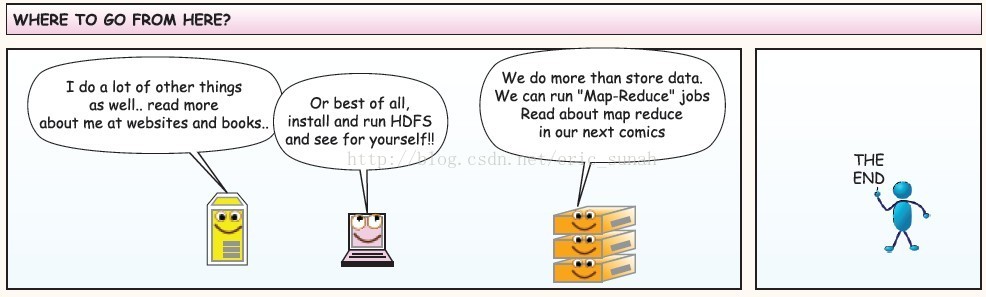 WHERE TO GO FROM HERE?
I do a lot of other things
as well.. read more
about me at websites and books..
Or best of all,
install and run HDFS
and see for yourself!!
We do more than store data.
We can run "Map-Reduce" jobs
Read about map reduce
in our next comics
http://blog.csdn.net/eric_sunah
THE
END